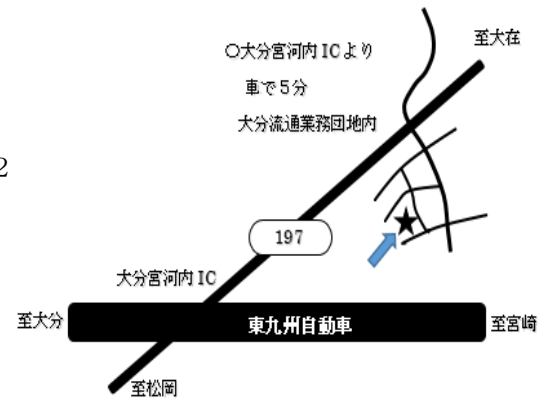 至大在
○大分宮河内ICより
車で5分
大分流通業務団地内
2
197
大分宮河内IC
至大分
東九州自動車
至宮崎
至松岡